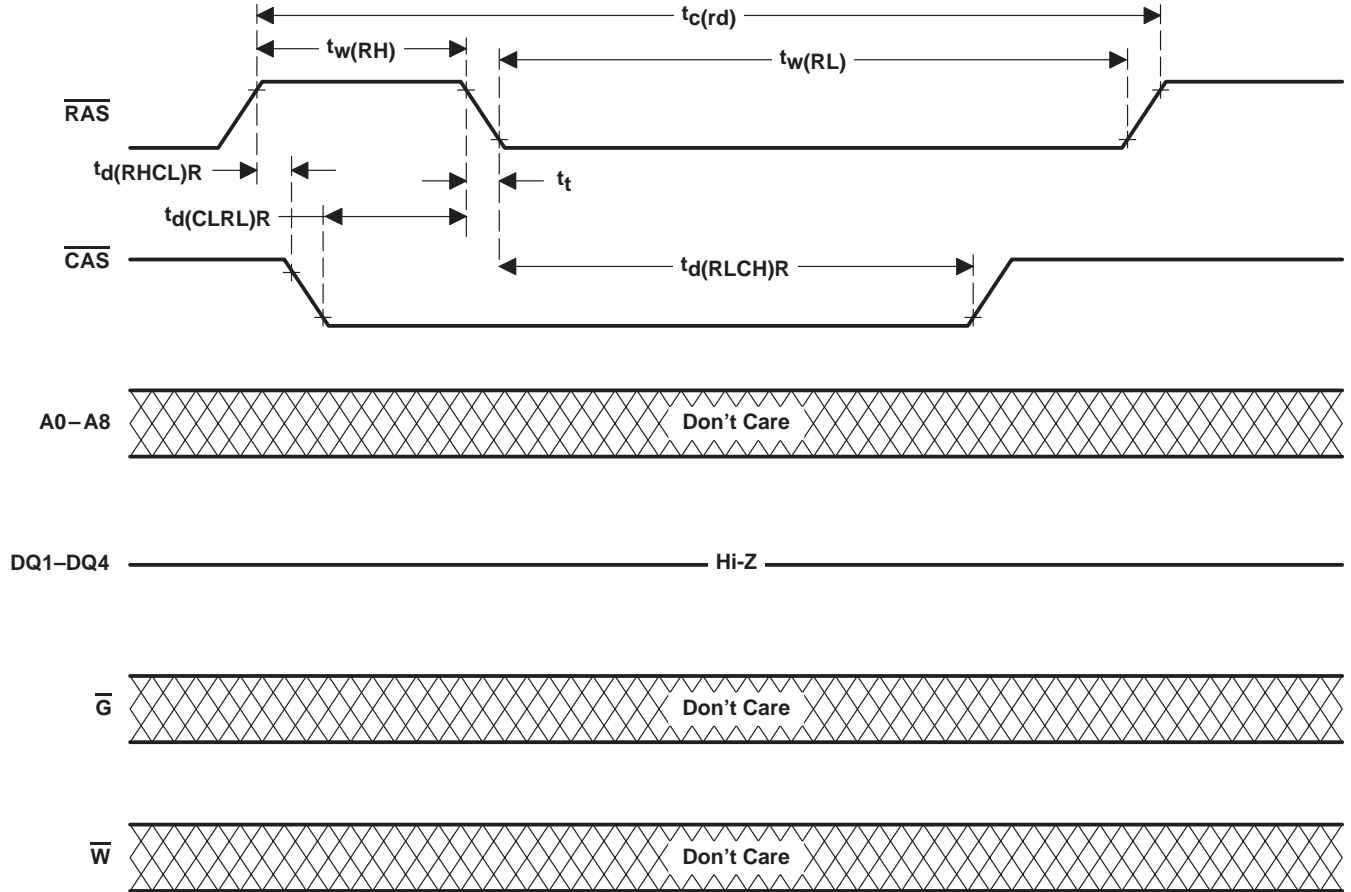 tc(rd)
tw(RH)
tw(RL)
RAS
td(RHCL)R
tt
td(CLRL)R
CAS
td(RLCH)R
A0–A8
Don't Care
DQ1–DQ4
Hi-Z
G
Don't Care
W
Don't Care